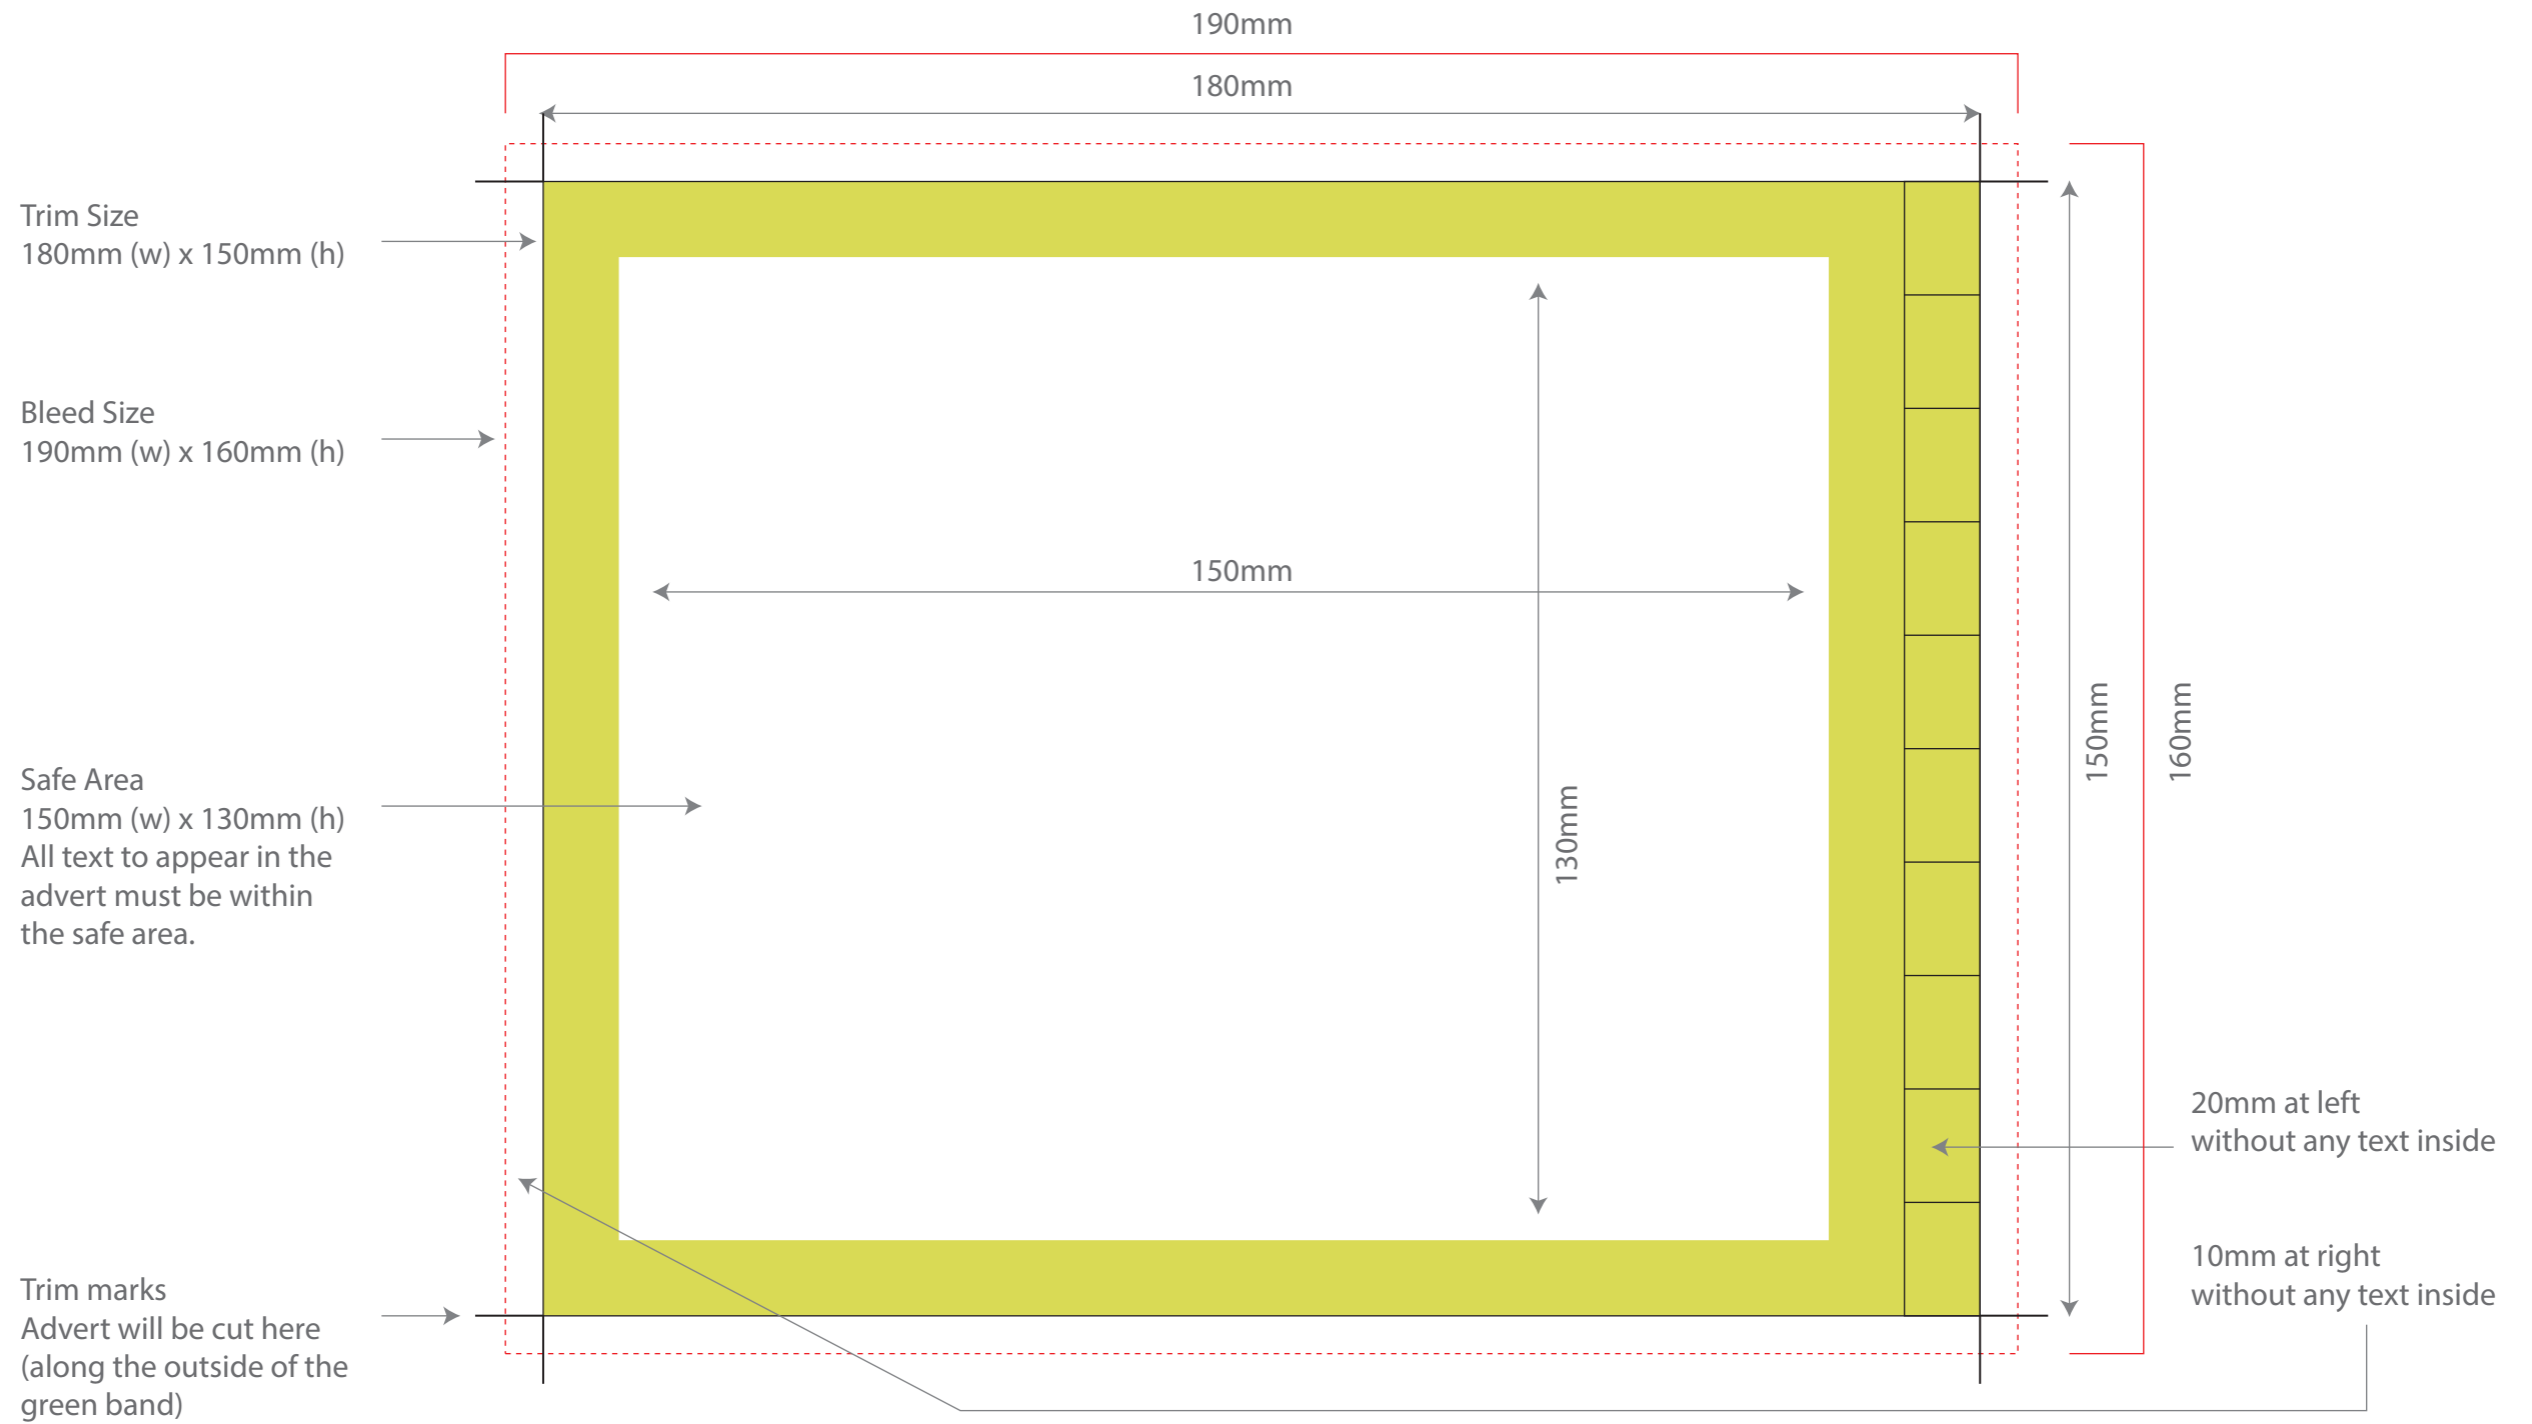 190mm
180mm
Trim Size
180mm (w) x 150mm (h)
Bleed Size
190mm (w) x 160mm (h)
150mm
150mm
160mm
Safe Area
150mm (w) x 130mm (h)
All text to appear in the
advert must be within
the safe area.
130mm
20mm at left
without any text inside
10mm at right
without any text inside
Trim marks
Advert will be cut here
(along the outside of the
green band)